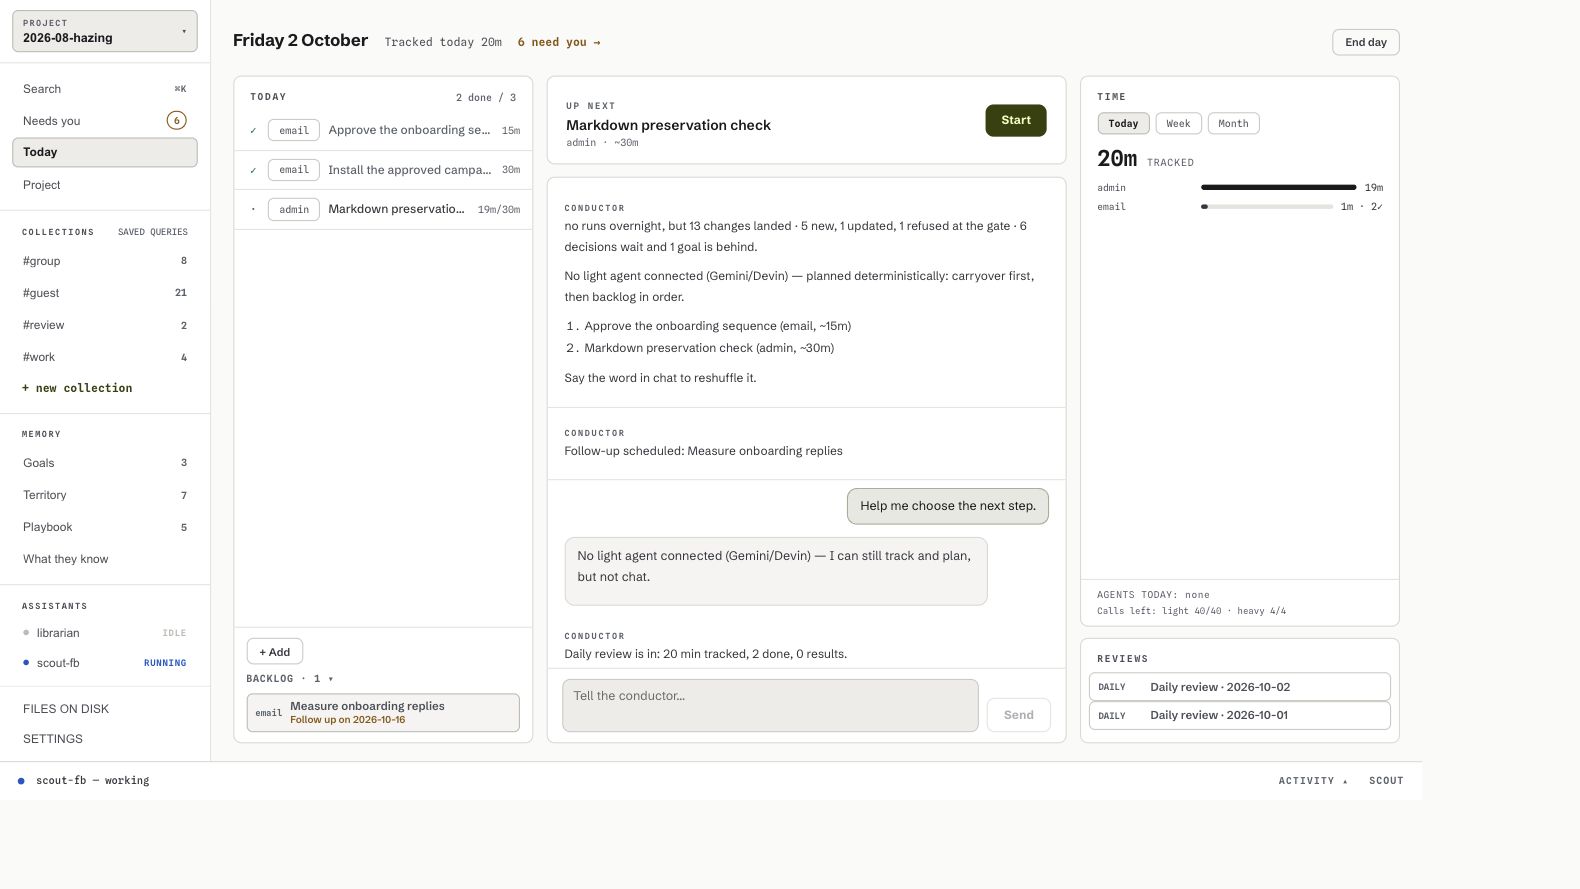 PROJECT
2026-08-hazing
▾
Search ⌘K
Needs you 6
Today
Project
COLLECTIONS SAVED QUERIES
#group 8
#guest 21
#review 2
#work 4
+ new collection
MEMORY
Goals 3
Territory 7
Playbook 5
What they know
ASSISTANTS
librarian IDLE
scout-fb RUNNING
FILES ON DISK
SETTINGS
Friday 2 October Tracked today 20m 6 need you →
End day
TODAY 2 done / 3
✓ email Approve the onboarding se… 15m
✓ email Install the approved campa… 30m
· admin Markdown preservatio… 19m/30m
+ Add
BACKLOG · 1 ▾
email Measure onboarding replies
Follow up on 2026-10-16
UP NEXT
Markdown preservation check
admin · ~30m
Start
CONDUCTOR
no runs overnight, but 13 changes landed · 5 new, 1 updated, 1 refused at the gate · 6
decisions wait and 1 goal is behind.
No light agent connected (Gemini/Devin) — planned deterministically: carryover first,
then backlog in order.
1. Approve the onboarding sequence (email, ~15m)
2. Markdown preservation check (admin, ~30m)
Say the word in chat to reshuffle it.
CONDUCTOR
Follow-up scheduled: Measure onboarding replies
Help me choose the next step.
No light agent connected (Gemini/Devin) — I can still track and plan,
but not chat.
CONDUCTOR
Daily review is in: 20 min tracked, 2 done, 0 results.
Tell the conductor…
Send
TIME
Today Week Month
20m TRACKED
admin 19m
email 1m · 2✓
AGENTS TODAY: none
Calls left: light 40/40 · heavy 4/4
REVIEWS
DAILY Daily review · 2026-10-02
DAILY Daily review · 2026-10-01
scout-fb — working
ACTIVITY ▴ SCOUT